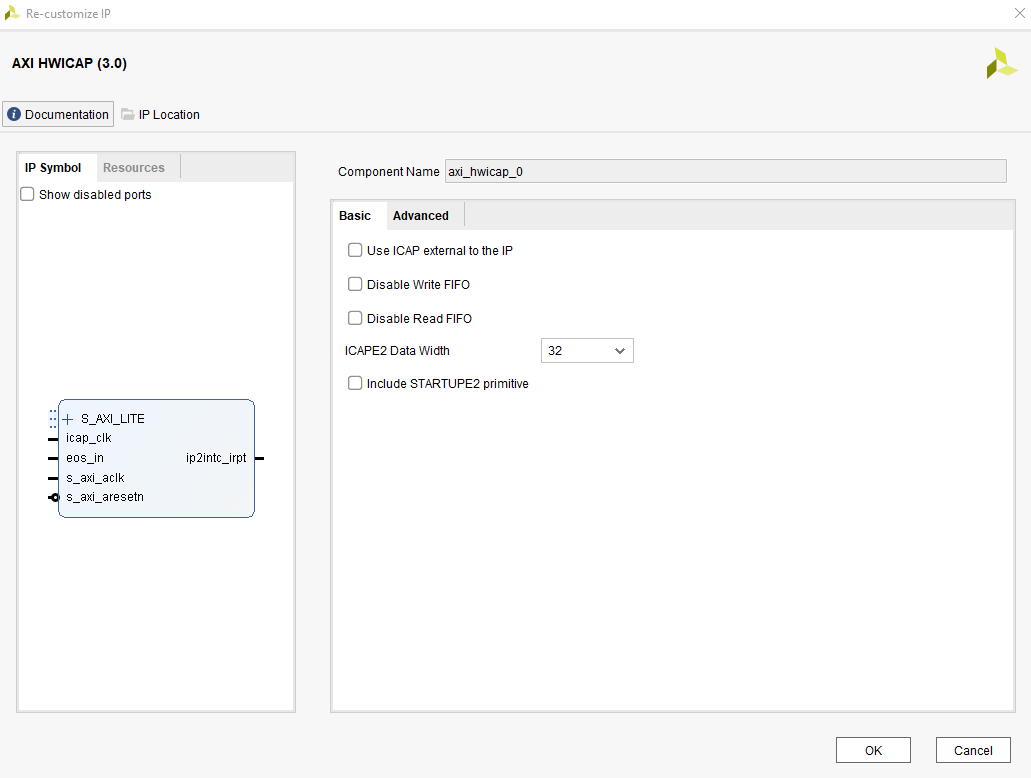 Re-customize IP
AXI HWICAP (3.0)
Documentation IP Location
IP Symbol Resources
Show disabled ports
S_AXI_LITE
icap_clk
eos_in ip2intc_irpt
s_axi_aclk
s_axi_aresetn
Component Name axi_hwicap_0
Basic Advanced
Use ICAP external to the IP
Disable Write FIFO
Disable Read FIFO
ICAPE2 Data Width 32
Include STARTUPE2 primitive
OK Cancel